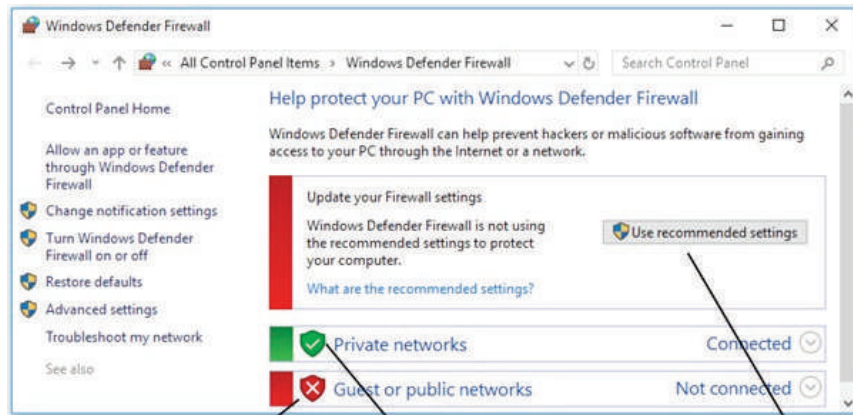 Windows Defender Firewall
« All Control Panel Items › Windows Defender Firewall
Search Control Panel
Control Panel Home
Allow an app or feature
through Windows Defender
Firewall
Change notification settings
Turn Windows Defender
Firewall on or off
Restore defaults
Advanced settings
Troubleshoot my network
See also
Help protect your PC with Windows Defender Firewall
Windows Defender Firewall can help prevent hackers or malicious software from gaining
access to your PC through the Internet or a network.
Update your Firewall settings
Windows Defender Firewall is not using
the recommended settings to protect
your computer.
Use recommended settings
What are the recommended settings?
Private networks Connected
Guest or public networks Not connected